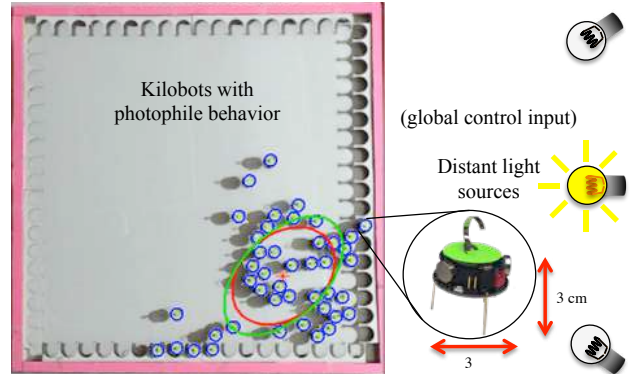 Kilobots with
photophile behavior
(global control input)
Distant light
sources
3 cm
3